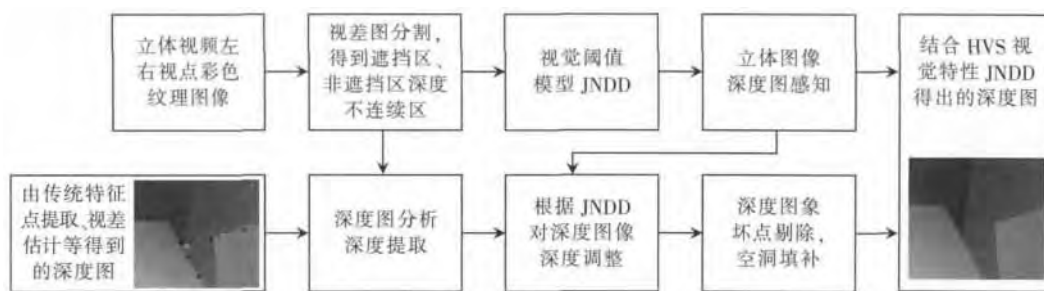 立体视频左
右视点彩色
纹理图像
视差图分割,
得到遮挡区、
非遮挡区深度
不连续区
视觉阈值
模型 JNDD
立体图像
深度图感知
结合 HVS 视
觉特性 JNDD
得出的深度图
由传统特征
点提取、视差
估计等得到
的深度图
深度图分析
深度提取
根据 JNDD
对深度图像
深度调整
深度图象
坏点剔除,
空洞填补